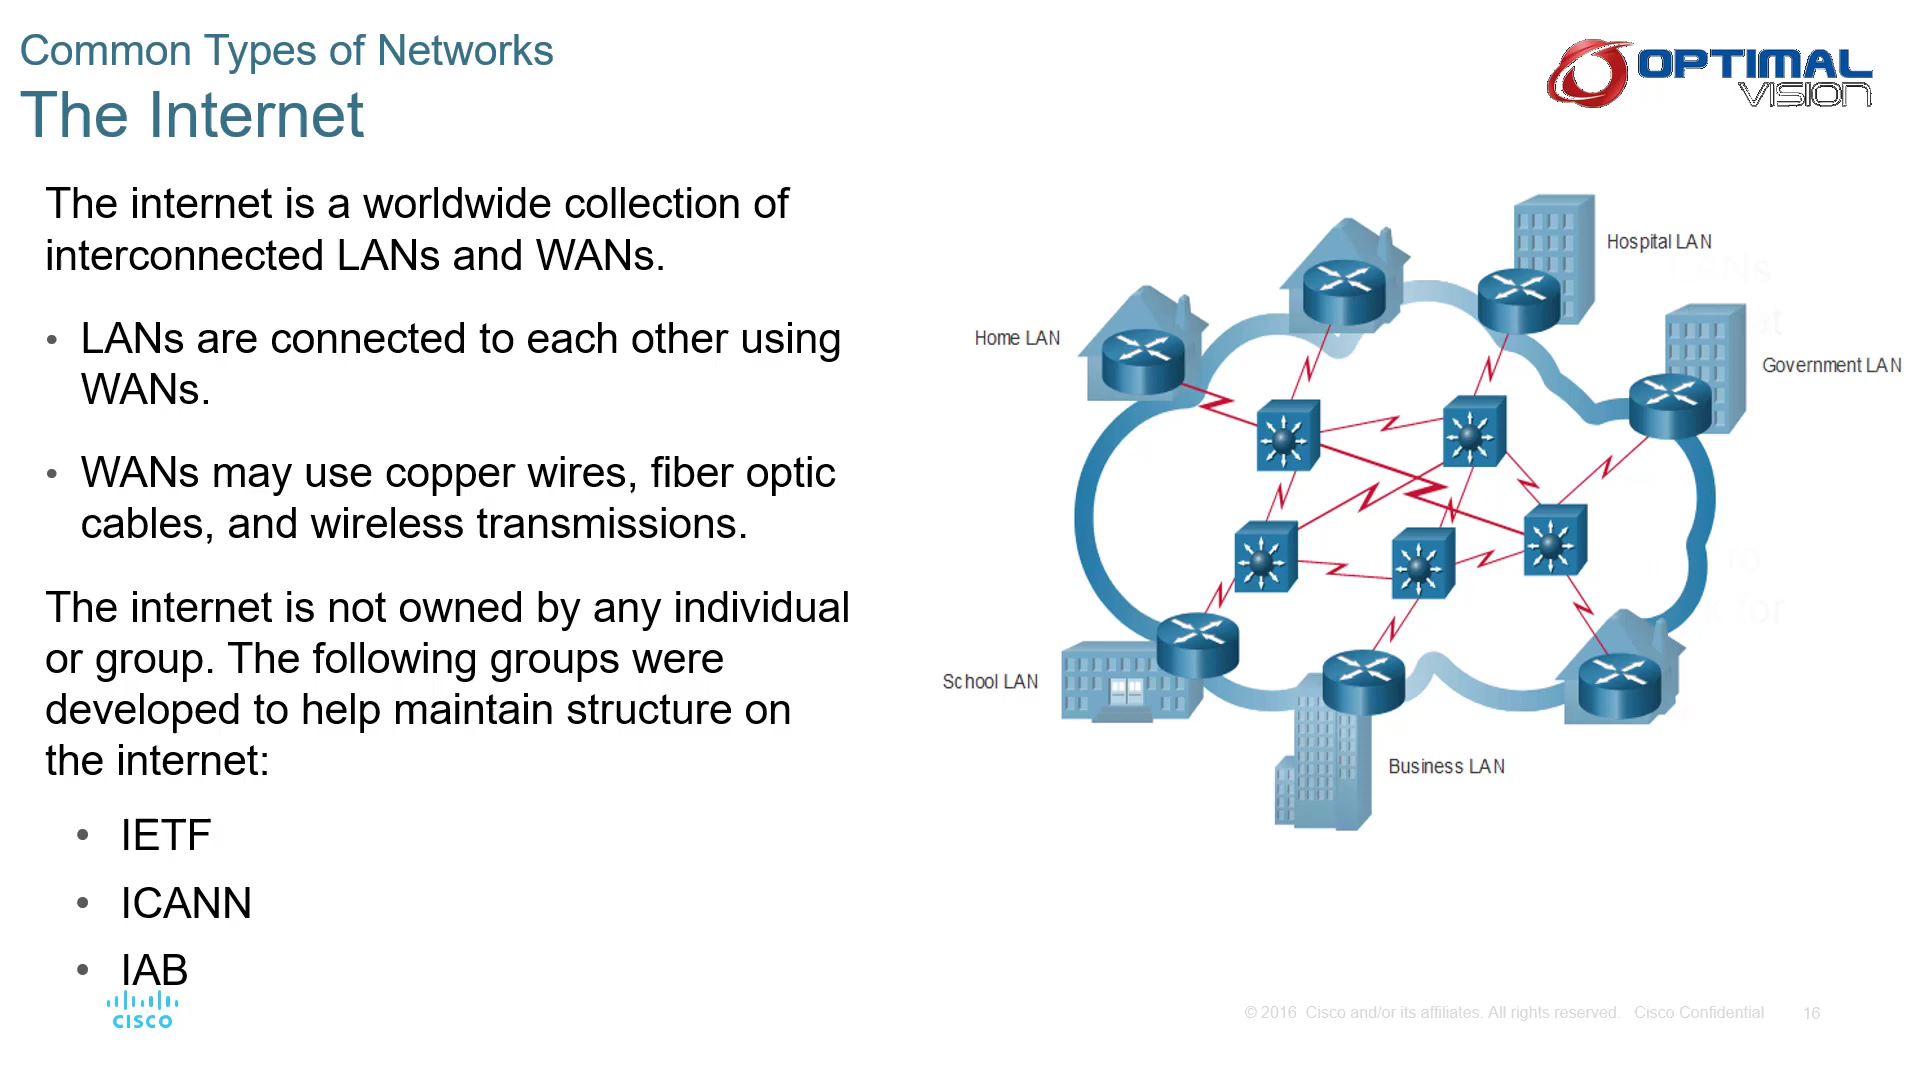 Common Types of Networks
The Internet
OPTIMAL
VISION
The internet is a worldwide collection of
interconnected LANs and WANs.
• LANs are connected to each other using
WANs.
• WANs may use copper wires, fiber optic
cables, and wireless transmissions.
The internet is not owned by any individual
or group. The following groups were
developed to help maintain structure on
the internet:
• IETF
• ICANN
• IAB
Hospital LAN
Home LAN
Government LAN
School LAN
Business LAN
CISCO
© 2016 Cisco and/or its affiliates. All rights reserved. Cisco Confidential
16